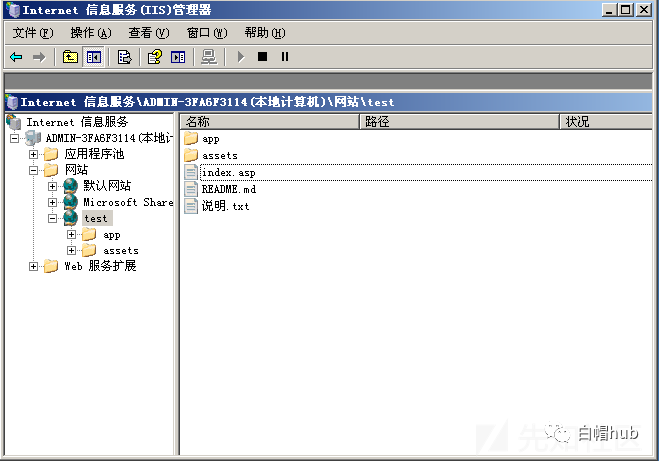 Internet 信息服务(IIS)管理器
文件(F) 操作(A) 查看(V) 窗口(W) 帮助(H)
Internet 信息服务\ADMIN-3FA6F3114(本地计算机)\网站\test
Internet 信息服务
ADMIN-3FA6F3114(本地计
应用程序池
网站
默认网站
Microsoft Share
test
app
assets
Web 服务扩展
名称 路径 状况
app
assets
index.asp
README.md
说明.txt
先知社区
白帽hub